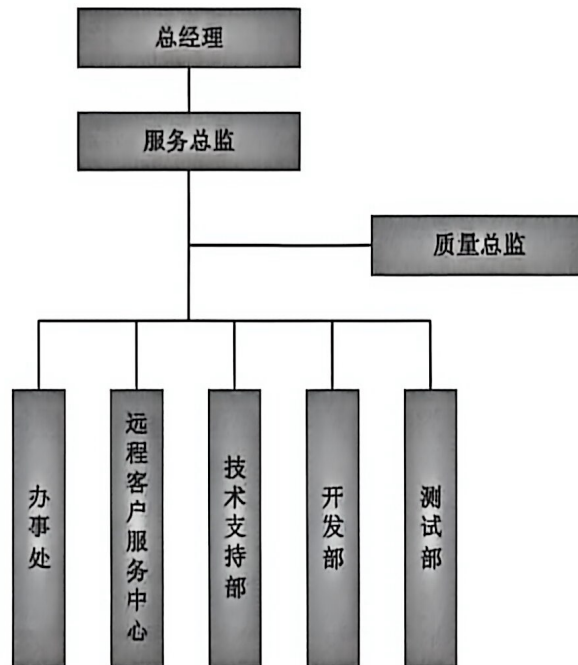 总经理
服务总监
质量总监
办事处
远程客户服务中心
技术支持部
开发部
测试部